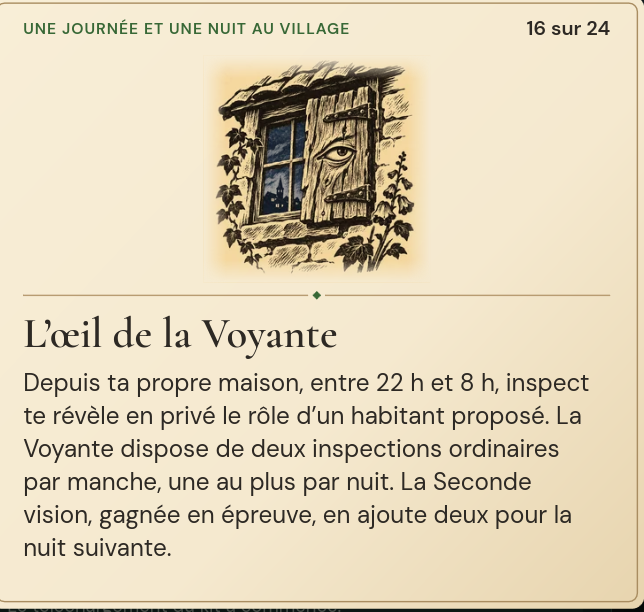 UNE JOURNÉE ET UNE NUIT AU VILLAGE
16 sur 24
L’œil de la Voyante
Depuis ta propre maison, entre 22 h et 8 h, inspect
te révèle en privé le rôle d’un habitant proposé. La
Voyante dispose de deux inspections ordinaires
par manche, une au plus par nuit. La Seconde
vision, gagnée en épreuve, en ajoute deux pour la
nuit suivante.